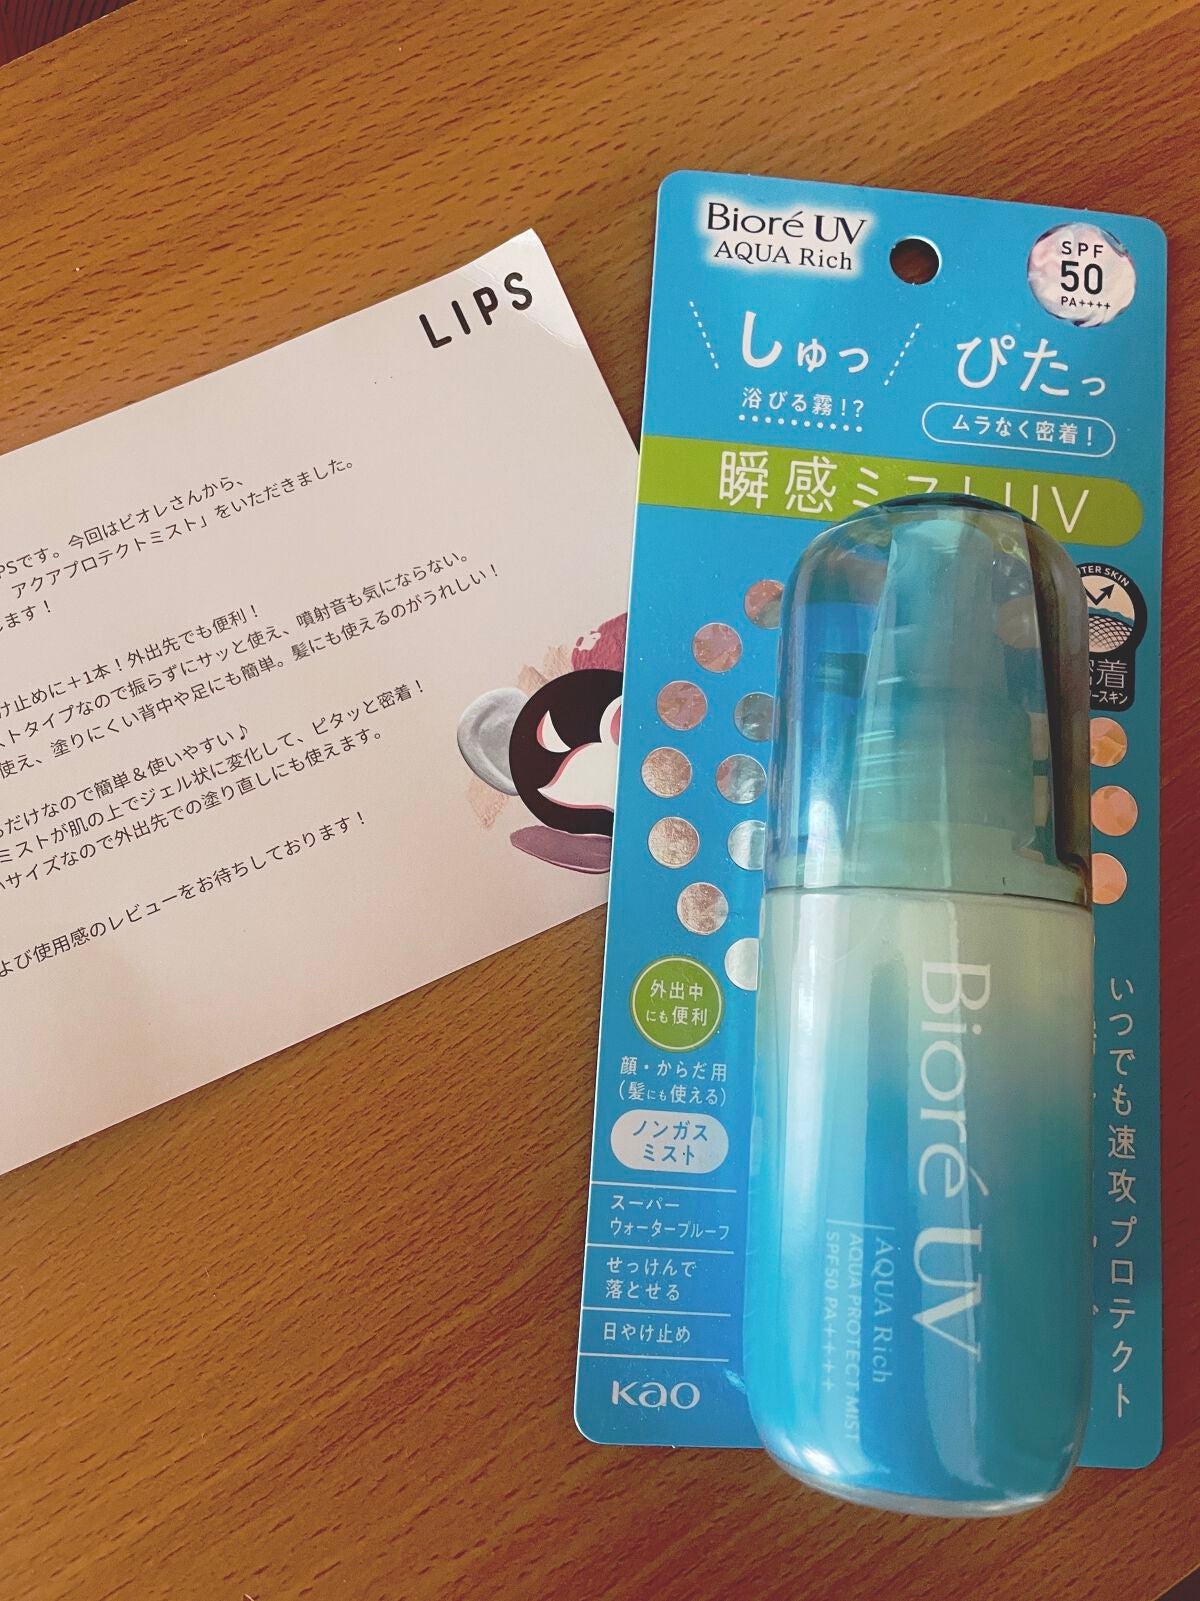 LIPS
PSです。今回はビオレさんから、
アクアプロテクトミスト」をいただきました。
します！
け止めに＋1本！外出先でも便利！
ストタイプなので振らずにサッと使え、噴射音も気にならない。
使え、塗りにくい背中や足にも簡単。髪にも使えるのがうれしい！
だけなので簡単＆使いやすい♪
ミストが肌の上でジェル状に変化して、ピタッと密着！
サイズなので外出先での塗り直しにも使えます。
よび使用感のレビューをお待ちしております！
Bioré UV
AQUA Rich
SPF
50
PA++++
しゅっ
浴びる霧！？
ぴたっ
ムラなく密着！
瞬感ミストUV
OUTER SKIN
密着
外出中
にも便利
顔・からだ用
（髪にも使える）
ノンガス
ミスト
スーパー
ウォータープルーフ
せっけんで
落とせる
日やけ止め
Kao
いつでも速攻プロテクト
Bioré UV
AQUA Rich
AQUA PROTECT MIST
SPF50 PA++++